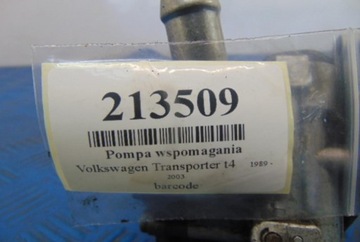 213509
Pompa wspomagania
Volkswagen Transporter t4 1989 -
2003
barcode